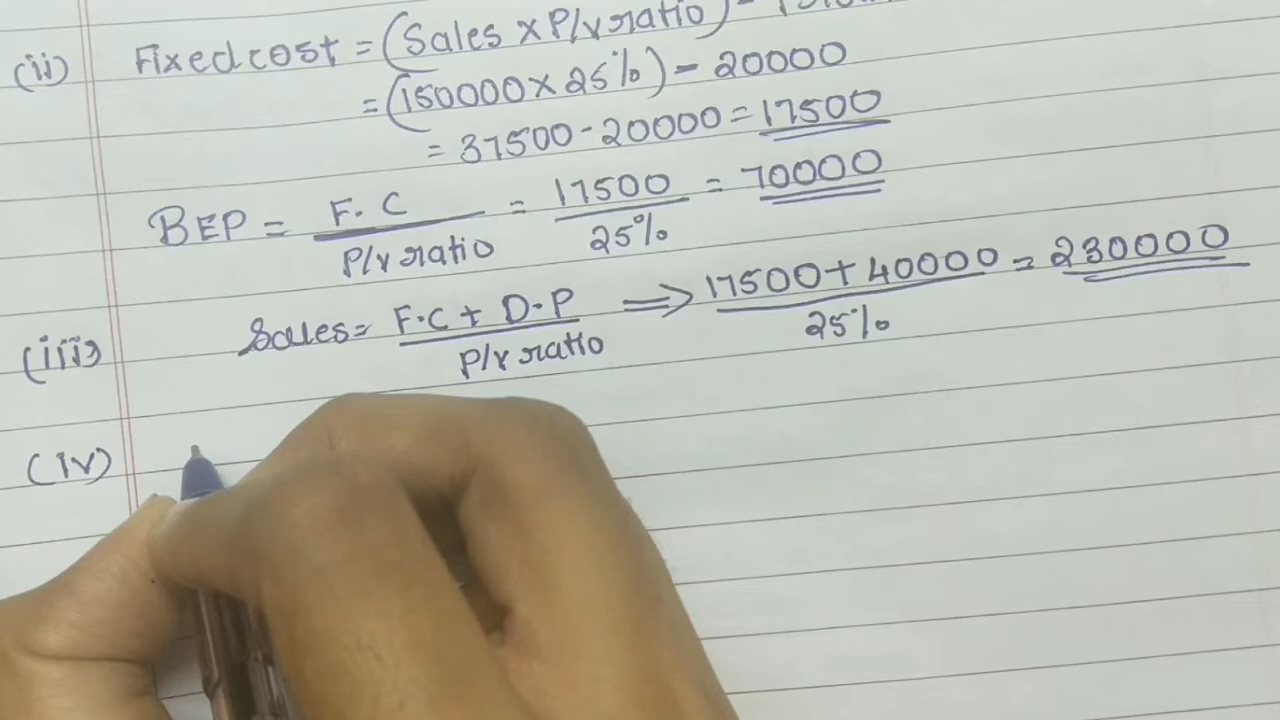 (ii) Fixed cost = (Sales × P/V ratio) -
= (150000 × 25%) - 20000
= 37500 - 20000 = 17500
BEP = F.C / P/V ratio = 17500 / 25% = 70000
(iii) Sales = F.C + D.P / P/V ratio ⇒ 17500 + 40000 / 25% = 230000
(iv)